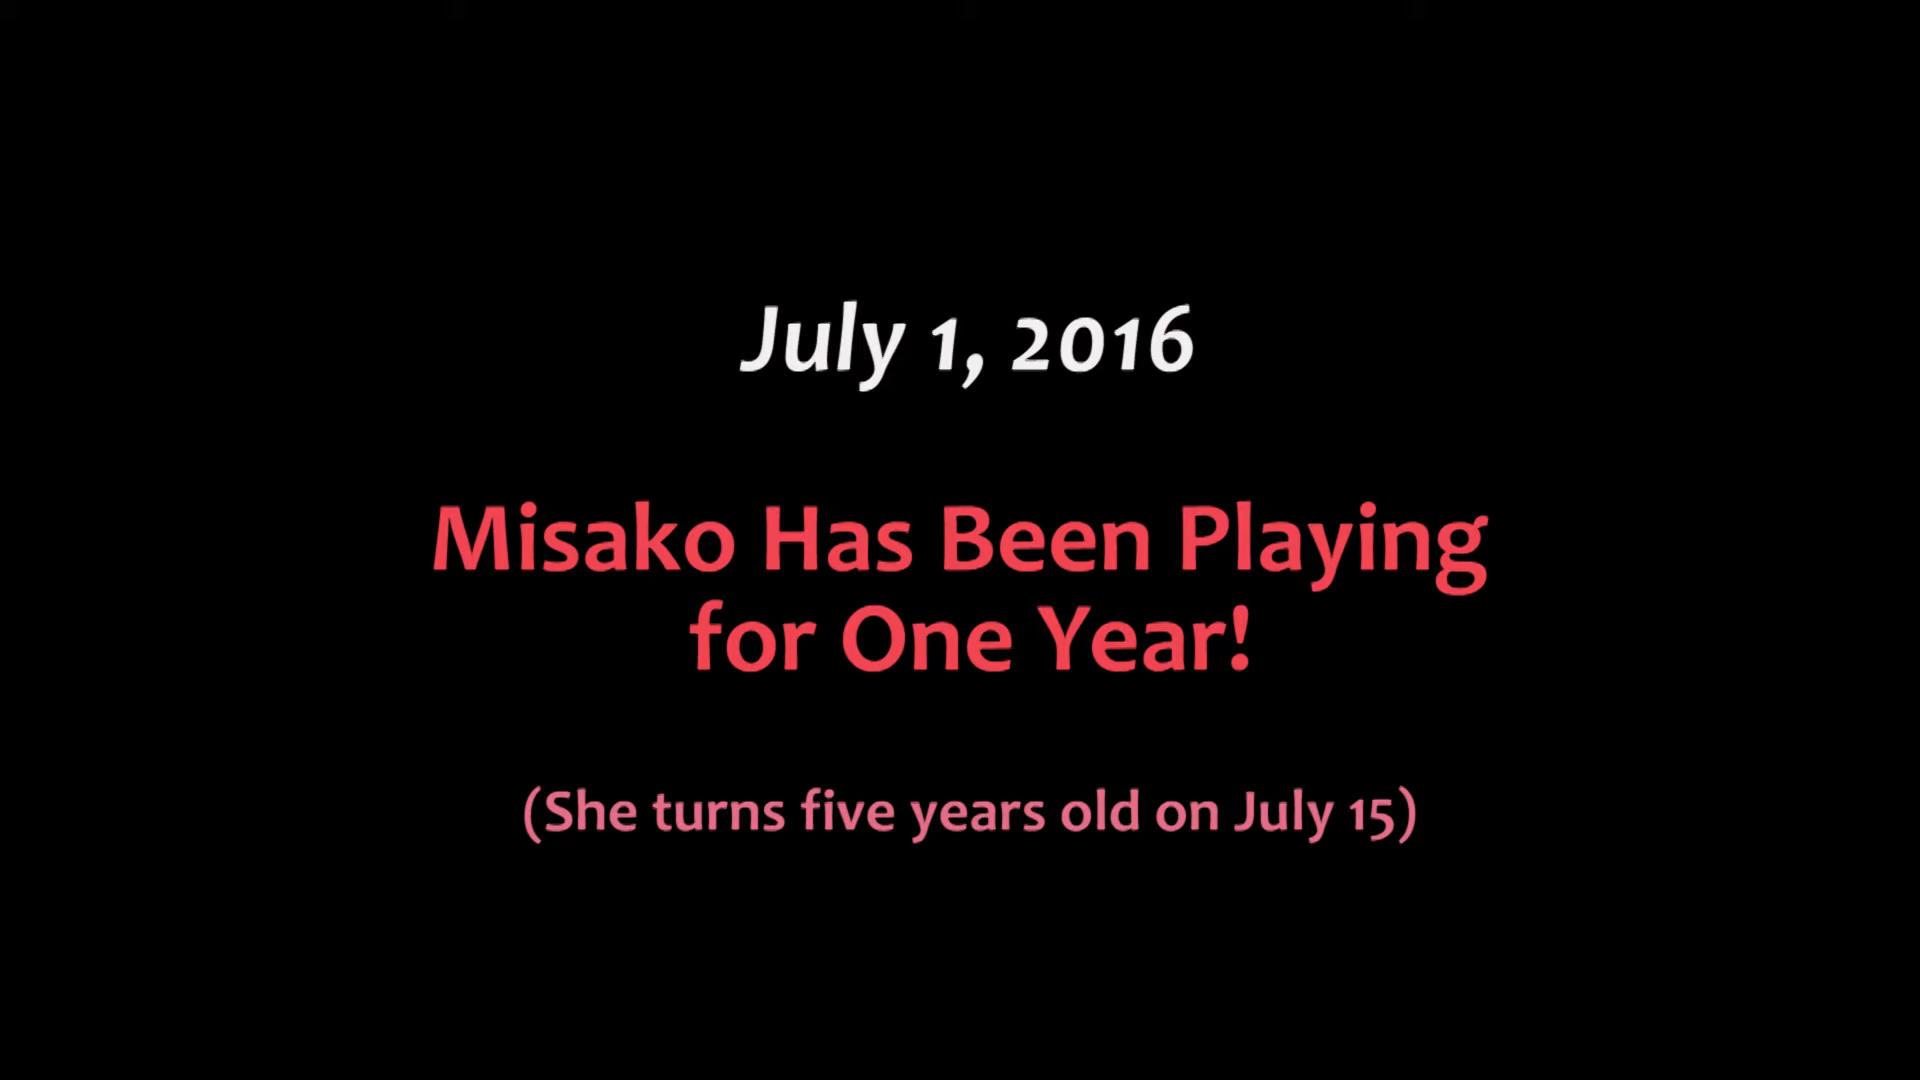 July 1, 2016
Misako Has Been Playing
for One Year!
(She turns five years old on July 15)